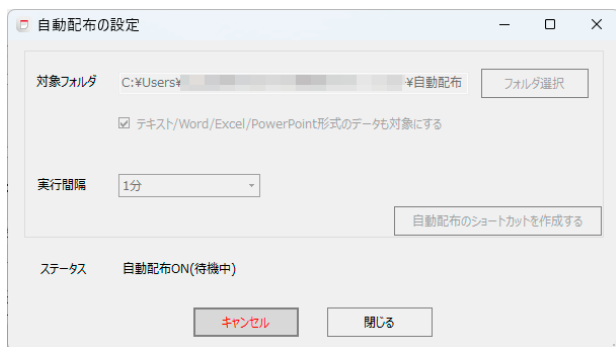 自動配布の設定
対象フォルダ C:¥Users¥ ¥自動配布 フォルダ選択
テキスト/Word/Excel/PowerPoint形式のデータも対象にする
実行間隔 1分
自動配布のショートカットを作成する
ステータス 自動配布ON(待機中)
キャンセル 閉じる